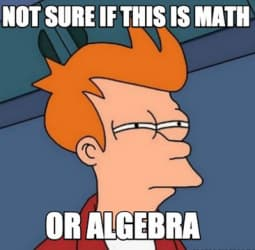 NOT SURE IF THIS IS MATH
OR ALGEBRA